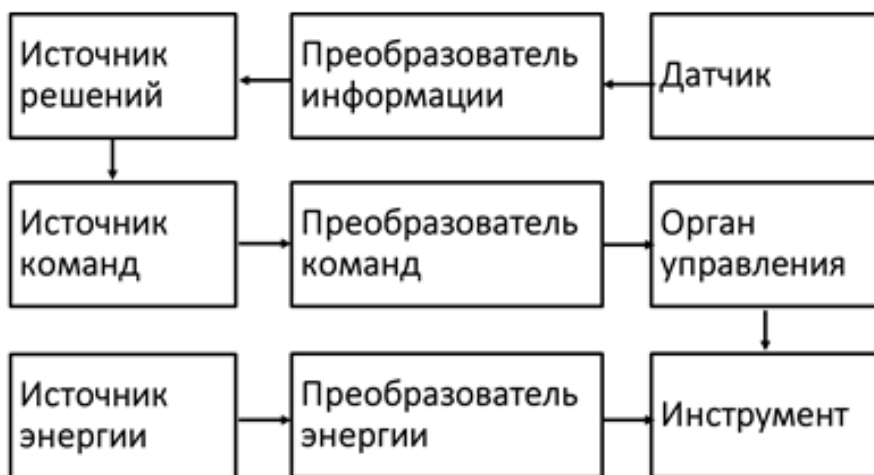 Источник
решений
Преобразователь
информации
Датчик
Источник
команд
Преобразователь
команд
Орган
управления
Источник
энергии
Преобразователь
энергии
Инструмент